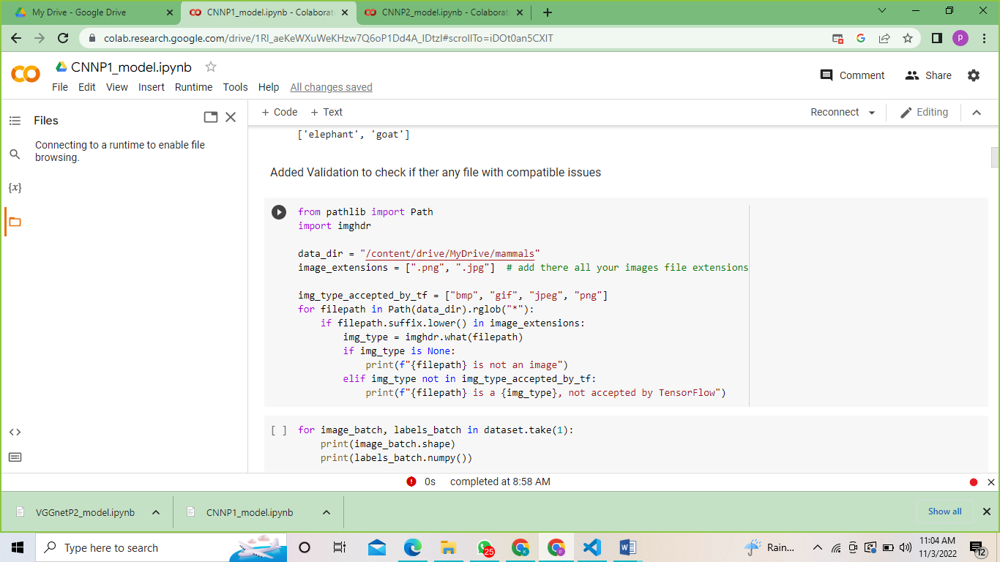 My Drive - Google Drive
CNNP1_model.ipynb - Colaborat
CNNP2_model.ipynb - Colaborat
colab.research.google.com/drive/1RI_aeKeWXuWeKHzw7Q6oP1Dd4A_IDtzI#scrollTo=iDOt0an5CXIT
P
CNNP1_model.ipynb
File Edit View Insert Runtime Tools Help All changes saved
Comment Share
Files
+ Code + Text
Reconnect Editing
Connecting to a runtime to enable file
browsing.
{x}
['elephant', 'goat']
Added Validation to check if ther any file with compatible issues
from pathlib import Path
import imghdr
data_dir = "/content/drive/MyDrive/mammals"
image_extensions = [".png", ".jpg"]  # add there all your images file extensions
img_type_accepted_by_tf = ["bmp", "gif", "jpeg", "png"]
for filepath in Path(data_dir).rglob("*"):
    if filepath.suffix.lower() in image_extensions:
        img_type = imghdr.what(filepath)
        if img_type is None:
            print(f"{filepath} is not an image")
        elif img_type not in img_type_accepted_by_tf:
            print(f"{filepath} is a {img_type}, not accepted by TensorFlow")
[ ] for image_batch, labels_batch in dataset.take(1):
    print(image_batch.shape)
    print(labels_batch.numpy())
0s completed at 8:58 AM
VGGnetP2_model.ipynb
CNNP1_model.ipynb
Show all
Type here to search
25
K
P
W
Rain...
11:04 AM
11/3/2022
12